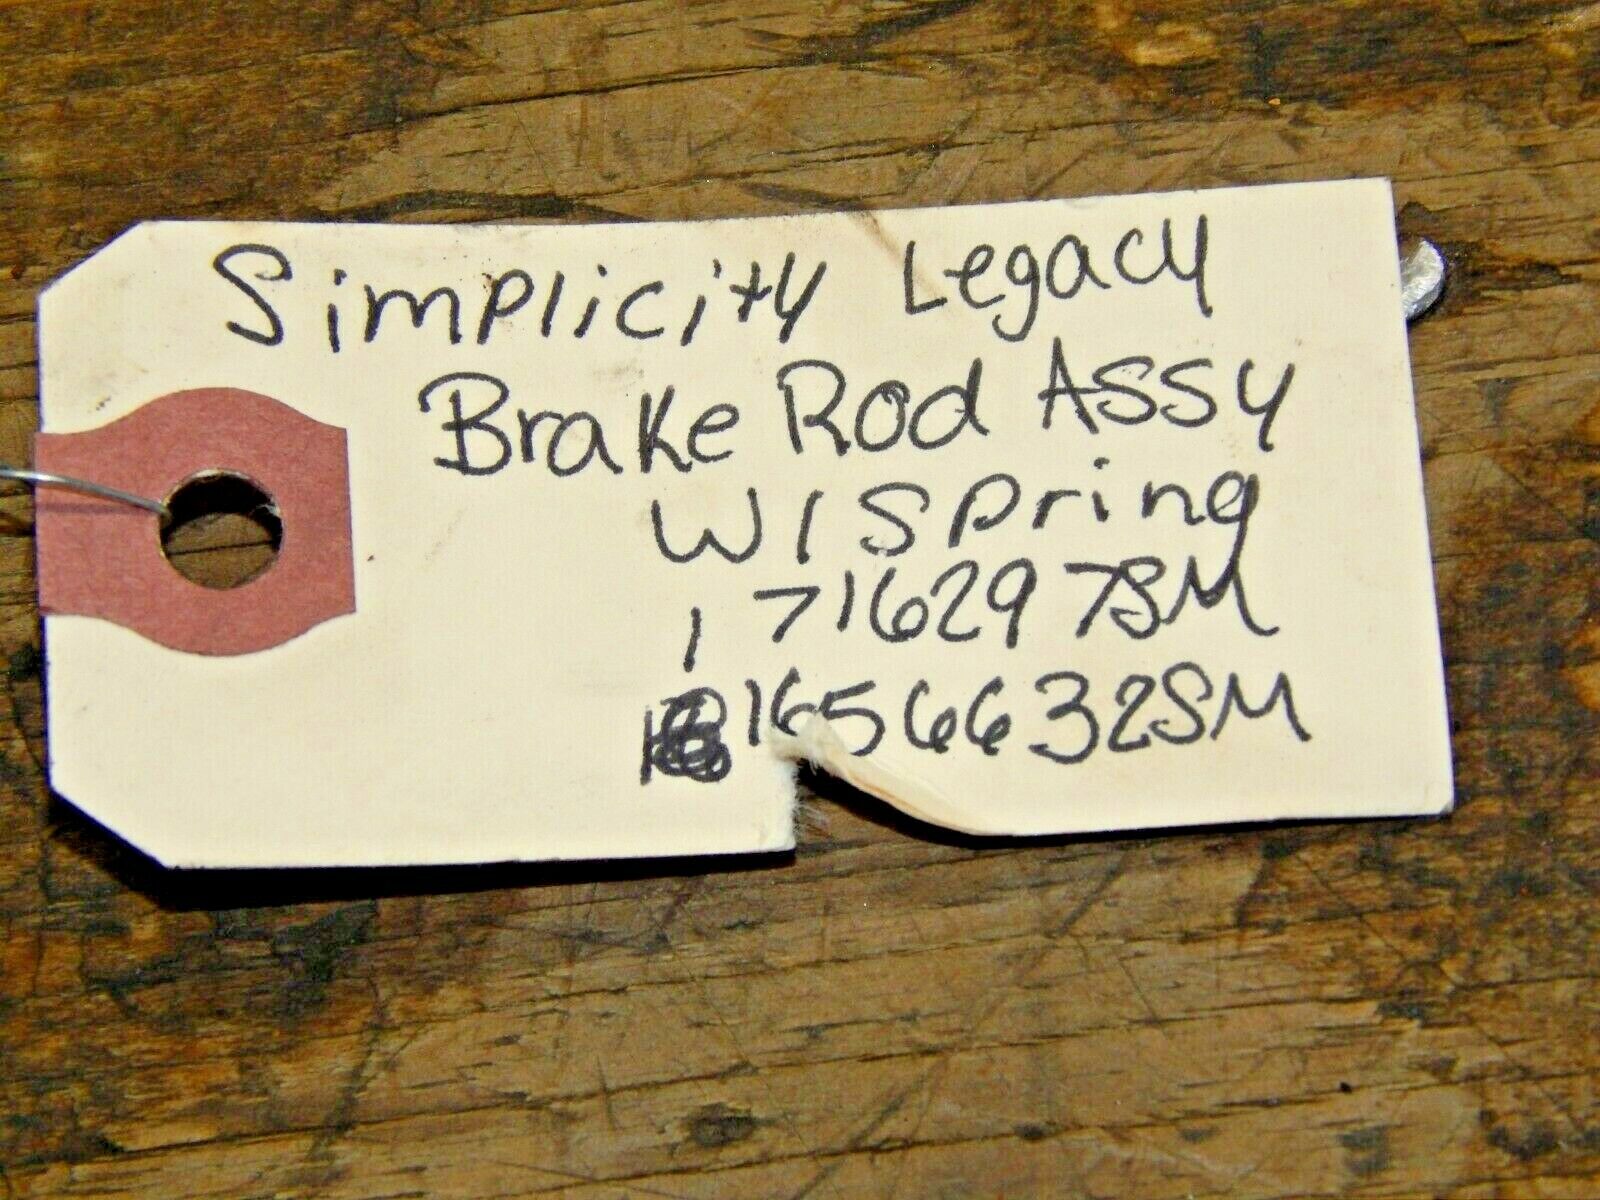 Simplicity Legacy
Brake Rod Assy
W/Spring
1716297SM
1656632SM